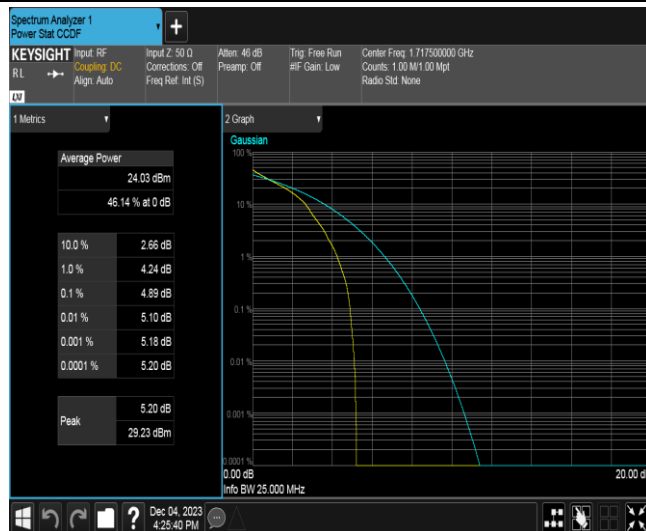 Spectrum Analyzer 1
Power Stat CCDF
KEYSIGHT
RL
Input: RF
Coupling: DC
Align: Auto
Input Z: 50 Ω
Corrections: Off
Freq Ref: Int (S)
Atten: 46 dB
Preamp: Off
Trig: Free Run
#IF Gain: Low
Center Freq: 1.717500000 GHz
Counts: 1.00 M/1.00 Mpt
Radio Std: None
1 Metrics
Average Power
24.03 dBm
46.14 % at 0 dB
10.0 % 2.66 dB
1.0 % 4.24 dB
0.1 % 4.89 dB
0.01 % 5.10 dB
0.001 % 5.18 dB
0.0001 % 5.20 dB
Peak
5.20 dB
29.23 dBm
2 Graph
Gaussian
100 %
10 %
1 %
0.1 %
0.01 %
0.001 %
0.0001 %
0.00 dB
20.00 d
Info BW 25.000 MHz
Dec 04, 2023
4:25:40 PM